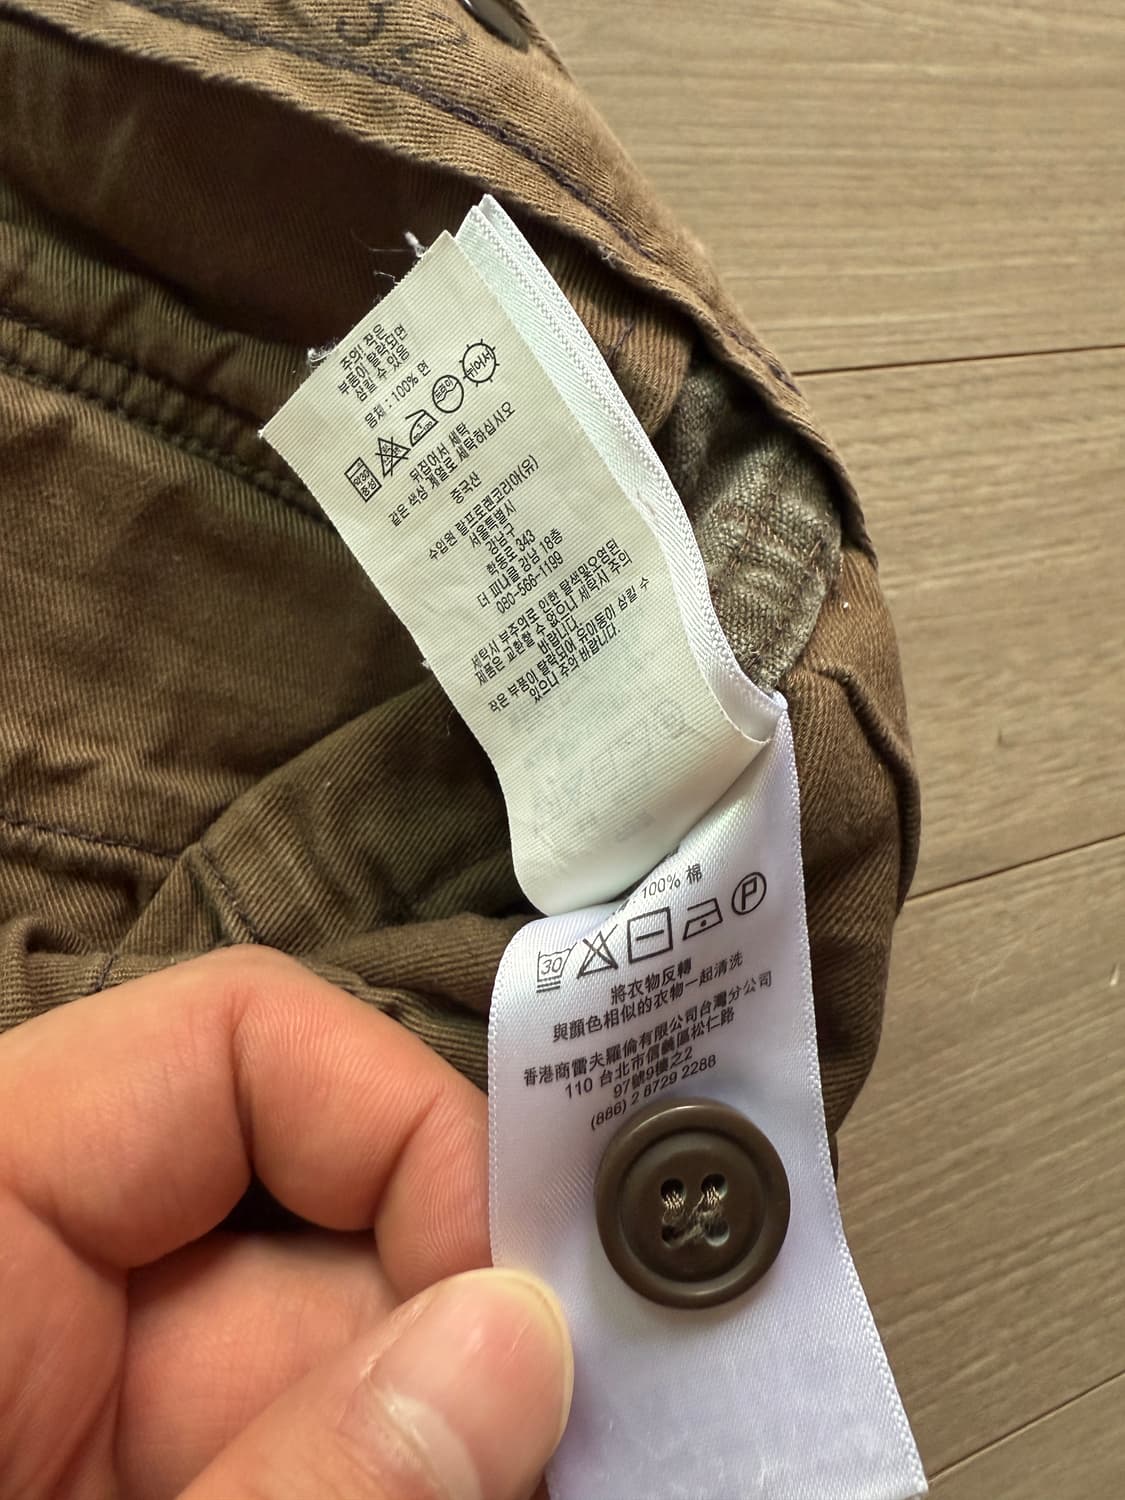 주의! 작은
부품이 탈락되면
삼킬 수 있음
몸체 : 100% 면
뒤집어서 세탁
같은 색상 계열로 세탁하십시오
중국산
수입원 랄프로렌코리아(유)
서울특별시
강남구
학동로 343
더 피나클 강남 18층
080-566-1199
세탁시 부주의로 인한 탈색및오염된
제품은 교환할 수 없으니 세탁시 주의
바랍니다.
작은 부품이 탈락되어 유아동이 삼킬 수
있으니 주의 바랍니다.
100% 棉
30
P
將衣物反轉
與顏色相似的衣物一起清洗
香港商雷夫羅倫有限公司台灣分公司
110 台北市信義區松仁路
97號9樓之2
(886) 2 8729 2288